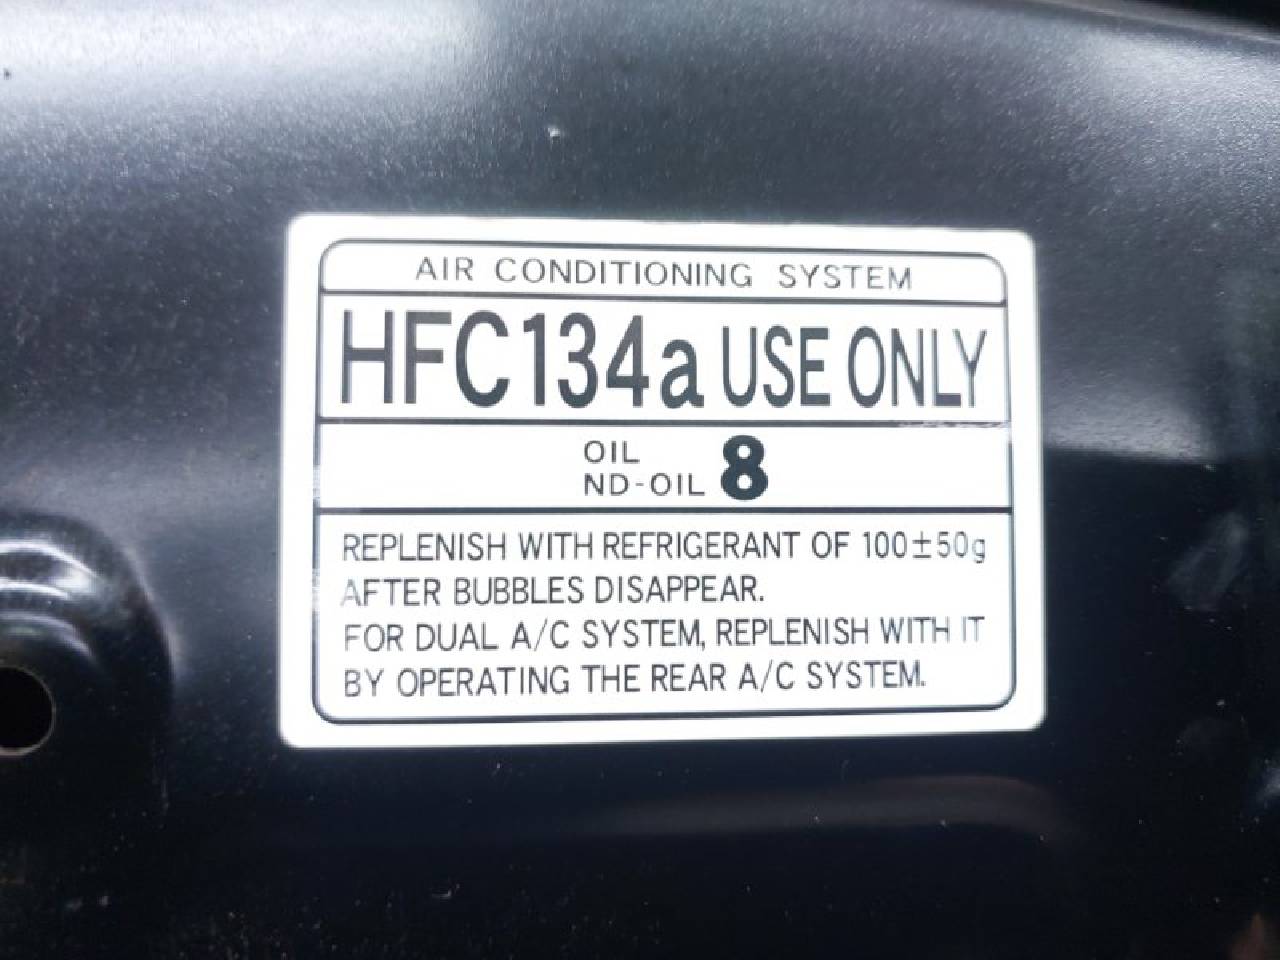 AIR CONDITIONING SYSTEM
HFC134a USE ONLY
OIL
ND-OIL 8
REPLENISH WITH REFRIGERANT OF 100±50g
AFTER BUBBLES DISAPPEAR.
FOR DUAL A/C SYSTEM, REPLENISH WITH IT
BY OPERATING THE REAR A/C SYSTEM.